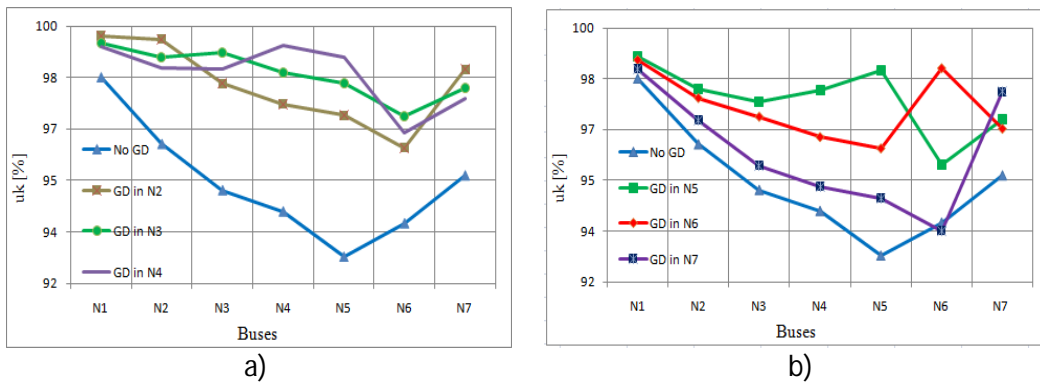 100
98
97
95
94
92
uk [%]
No GD
GD in N2
GD in N3
GD in N4
N1 N2 N3 N4 N5 N6 N7
Buses
a)
100
98
97
95
94
92
uk [%]
No GD
GD in N5
GD in N6
GD in N7
N1 N2 N3 N4 N5 N6 N7
Buses
b)